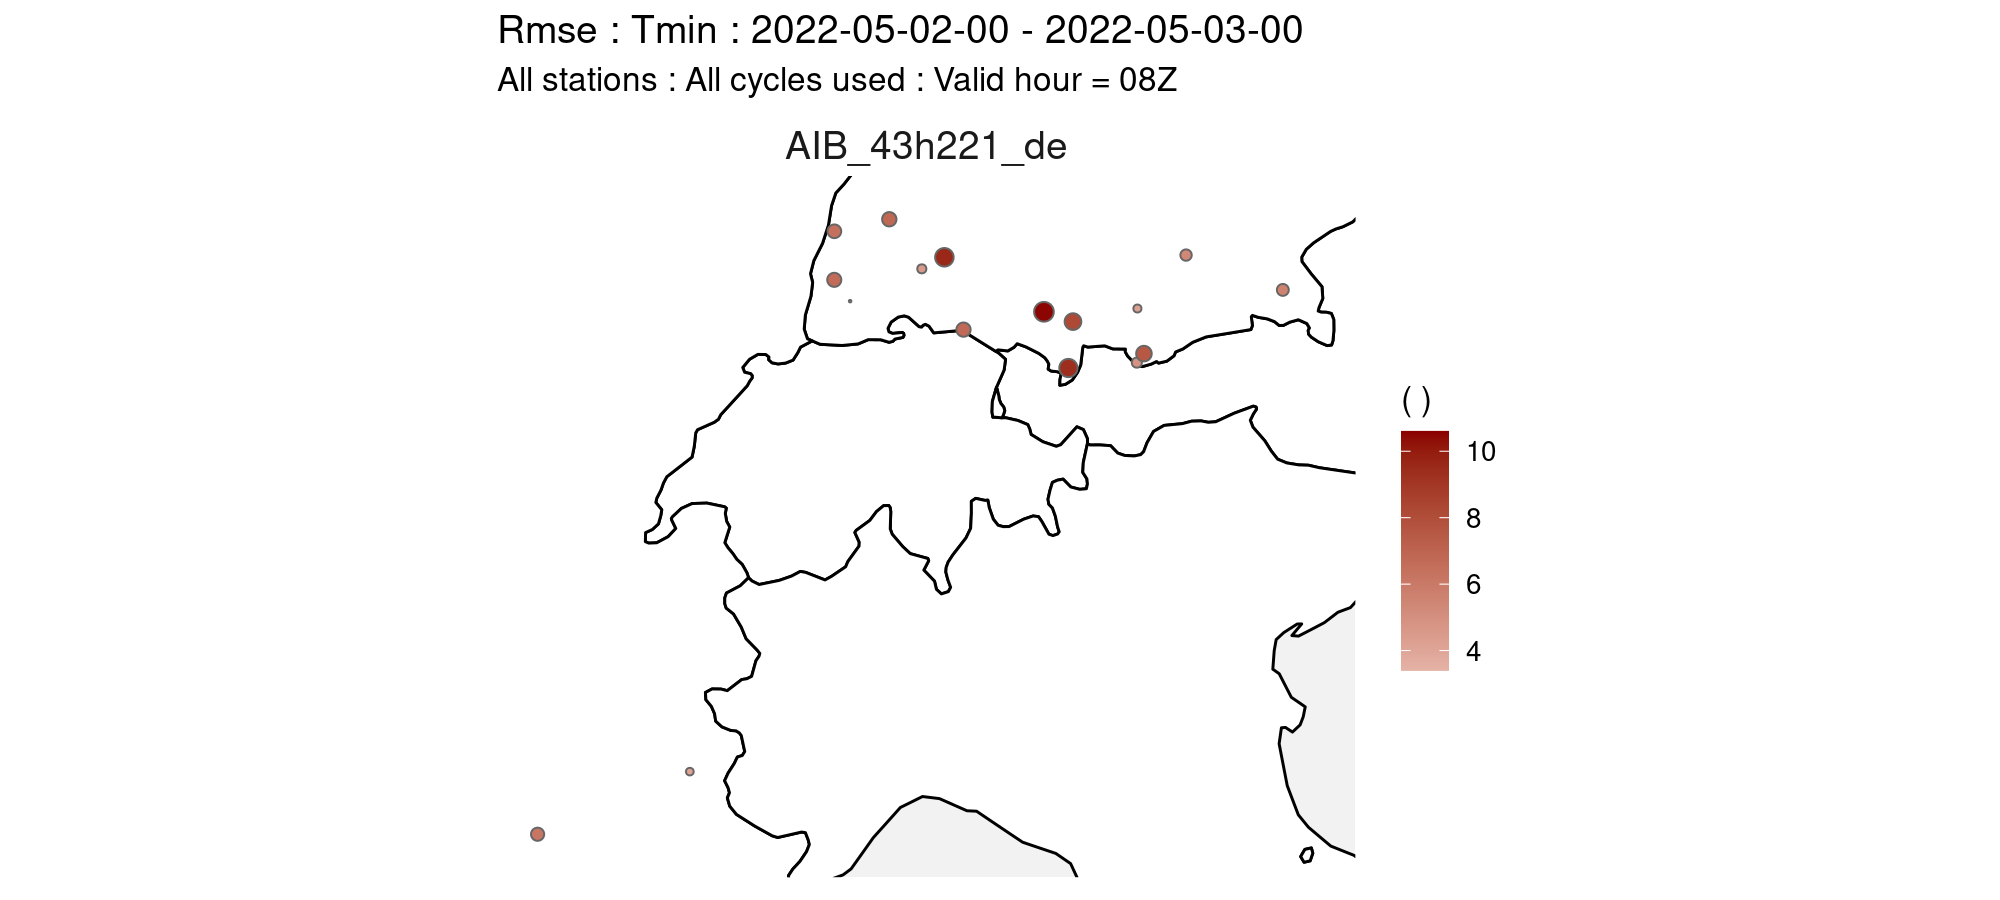 Rmse : Tmin : 2022-05-02-00 - 2022-05-03-00
All stations : All cycles used : Valid hour = 08Z
AIB_43h221_de
( )
10
8
6
4